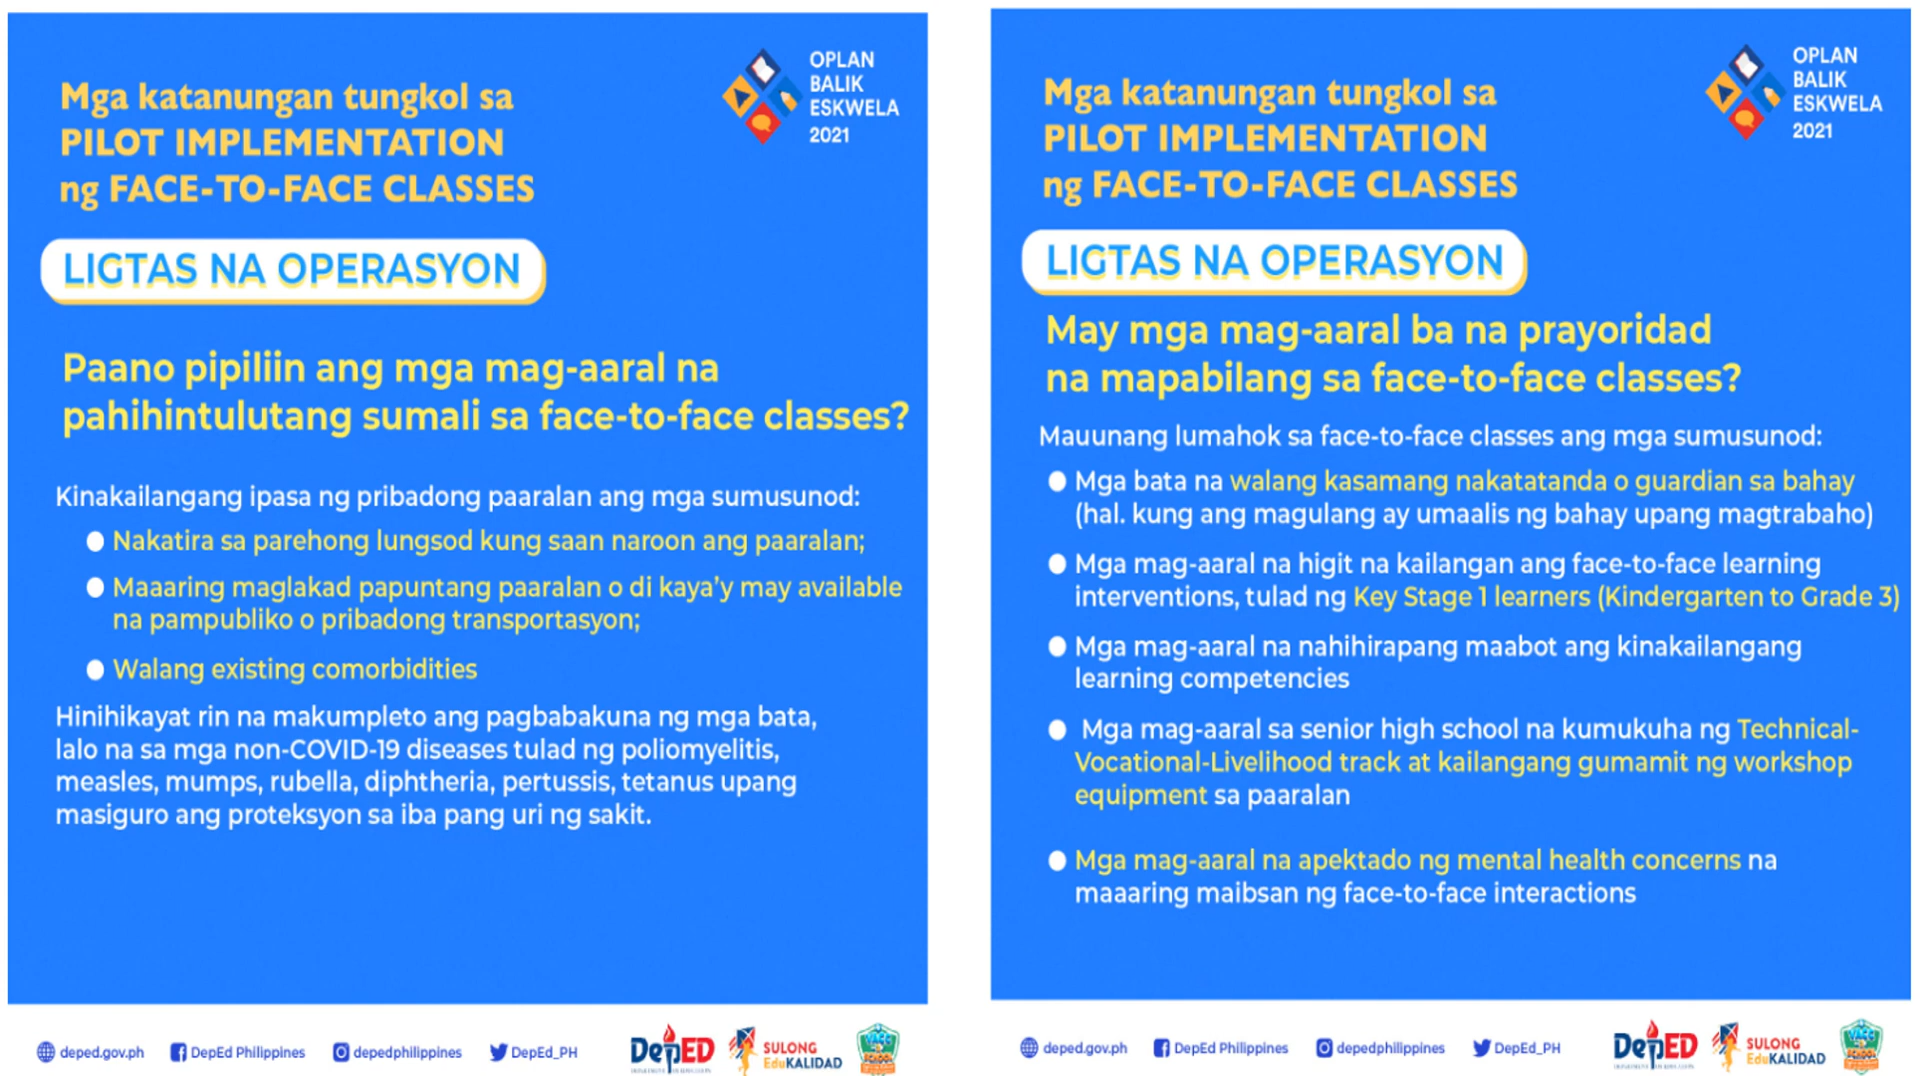 Mga katanungan tungkol sa
PILOT IMPLEMENTATION
ng FACE-TO-FACE CLASSES
OPLAN
BALIK
ESKWELA
2021
LIGTAS NA OPERASYON
Paano pipiliin ang mga mag-aaral na
pahihintulutang sumali sa face-to-face classes?
Kinakailangang ipasa ng pribadong paaralan ang mga sumusunod:
● Nakatira sa parehong lungsod kung saan naroon ang paaralan;
● Maaaring maglakad papuntang paaralan o di kaya'y may available
na pampubliko o pribadong transportasyon;
● Walang existing comorbidities
Hinihikayat rin na makumpleto ang pagbabakuna ng mga bata,
lalo na sa mga non-COVID-19 diseases tulad ng poliomyelitis,
measles, mumps, rubella, diphtheria, pertussis, tetanus upang
masiguro ang proteksyon sa iba pang uri ng sakit.
deped.gov.ph DepEd Philippines depedphilippines DepEd_PH
DepED
SULONG
EduKALIDAD
Mga katanungan tungkol sa
PILOT IMPLEMENTATION
ng FACE-TO-FACE CLASSES
OPLAN
BALIK
ESKWELA
2021
LIGTAS NA OPERASYON
May mga mag-aaral ba na prayoridad
na mapabilang sa face-to-face classes?
Mauunang lumahok sa face-to-face classes ang mga sumusunod:
● Mga bata na walang kasamang nakatatanda o guardian sa bahay
(hal. kung ang magulang ay umaalis ng bahay upang magtrabaho)
● Mga mag-aaral na higit na kailangan ang face-to-face learning
interventions, tulad ng Key Stage 1 learners (Kindergarten to Grade 3)
● Mga mag-aaral na nahihirapang maabot ang kinakailangang
learning competencies
● Mga mag-aaral sa senior high school na kumukuha ng Technical-
Vocational-Livelihood track at kailangang gumamit ng workshop
equipment sa paaralan
● Mga mag-aaral na apektado ng mental health concerns na
maaaring maibsan ng face-to-face interactions
deped.gov.ph DepEd Philippines depedphilippines DepEd_PH
DepED
SULONG
EduKALIDAD